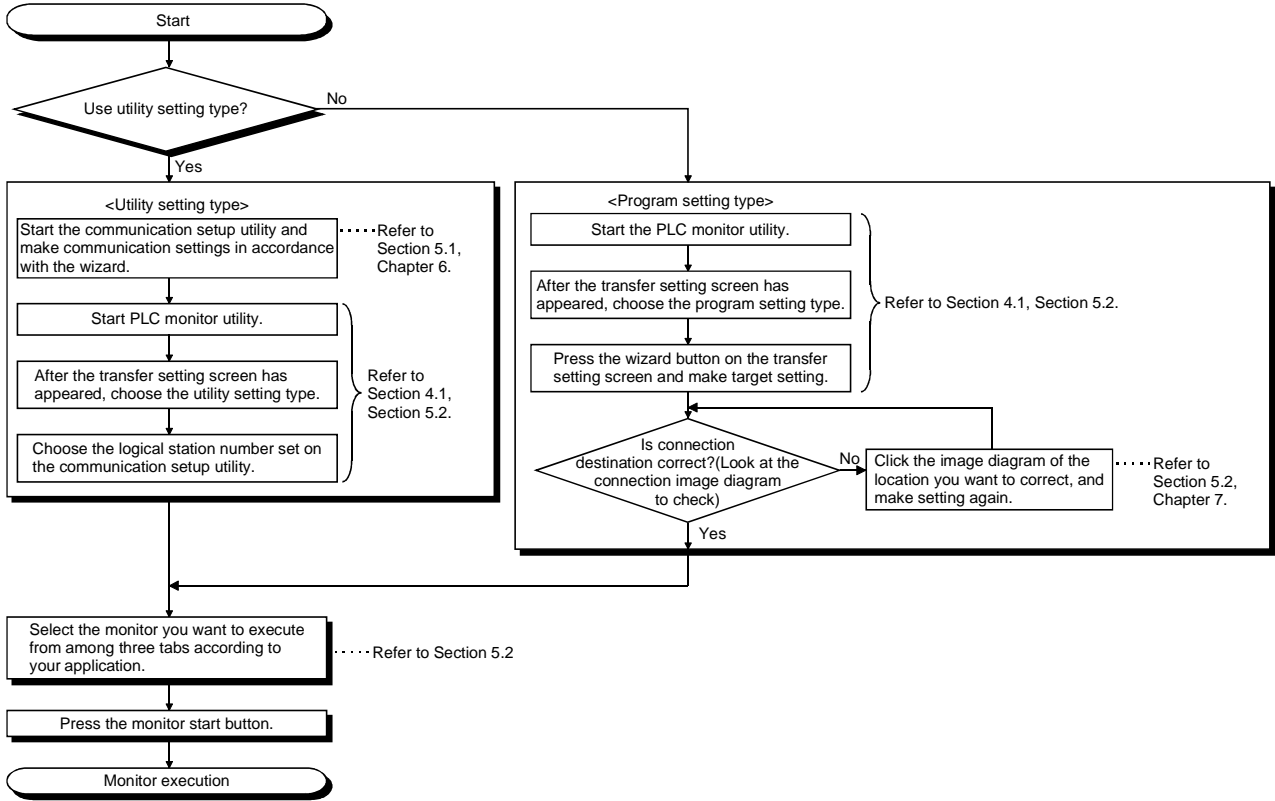 Start
Use utility setting type?
No
Yes
<Utility setting type>
Start the communication setup utility and
make communication settings in accordance
with the wizard.
Refer to
Section 5.1,
Chapter 6.
Start PLC monitor utility.
After the transfer setting screen has
appeared, choose the utility setting type.
Choose the logical station number set on
the communication setup utility.
Refer to
Section 4.1,
Section 5.2.
<Program setting type>
Start the PLC monitor utility.
After the transfer setting screen has
appeared, choose the program setting type.
Press the wizard button on the transfer
setting screen and make target setting.
Refer to Section 4.1, Section 5.2.
Is connection
destination correct?(Look at the
connection image diagram
to check)
No
Click the image diagram of the
location you want to correct, and
make setting again.
Refer to
Section 5.2,
Chapter 7.
Yes
Select the monitor you want to execute
from among three tabs according to
your application.
Refer to Section 5.2
Press the monitor start button.
Monitor execution